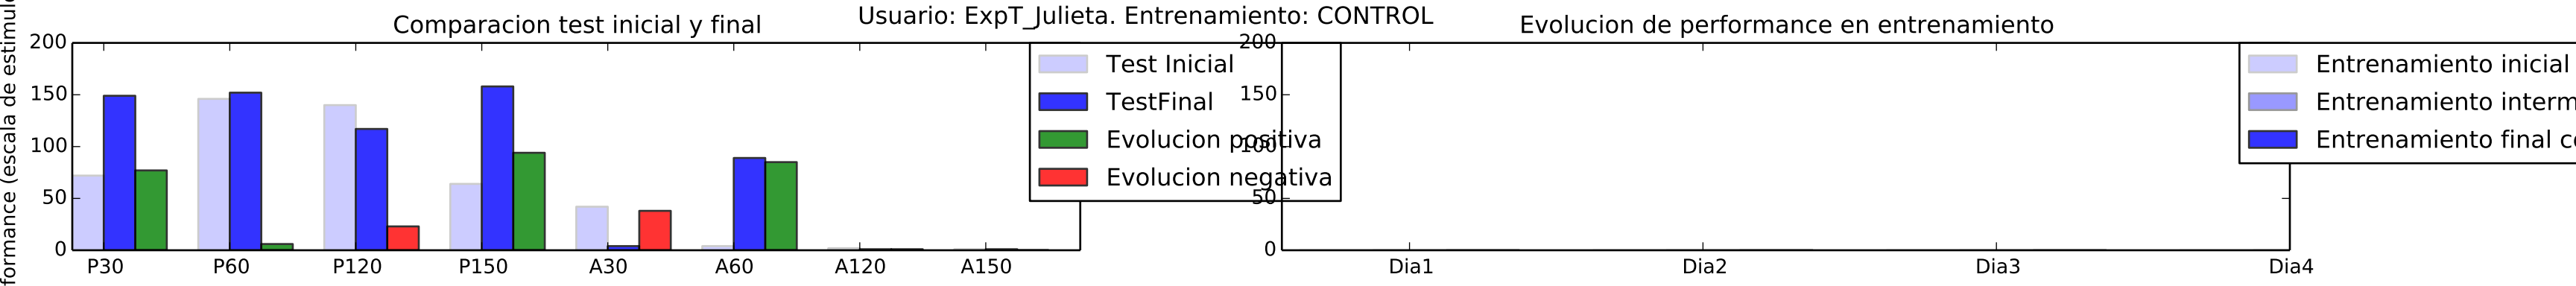 Usuario: ExpT_Julieta. Entrenamiento: CONTROL
Comparacion test inicial y final
formance (escala de estimulo
200
150
100
50
0
P30 P60 P120 P150 A30 A60 A120 A150
Test Inicial
TestFinal
Evolucion positiva
Evolucion negativa
Evolucion de performance en entrenamiento
200
150
100
50
0
Dia1 Dia2 Dia3 Dia4
Entrenamiento inicial
Entrenamiento interm
Entrenamiento final c